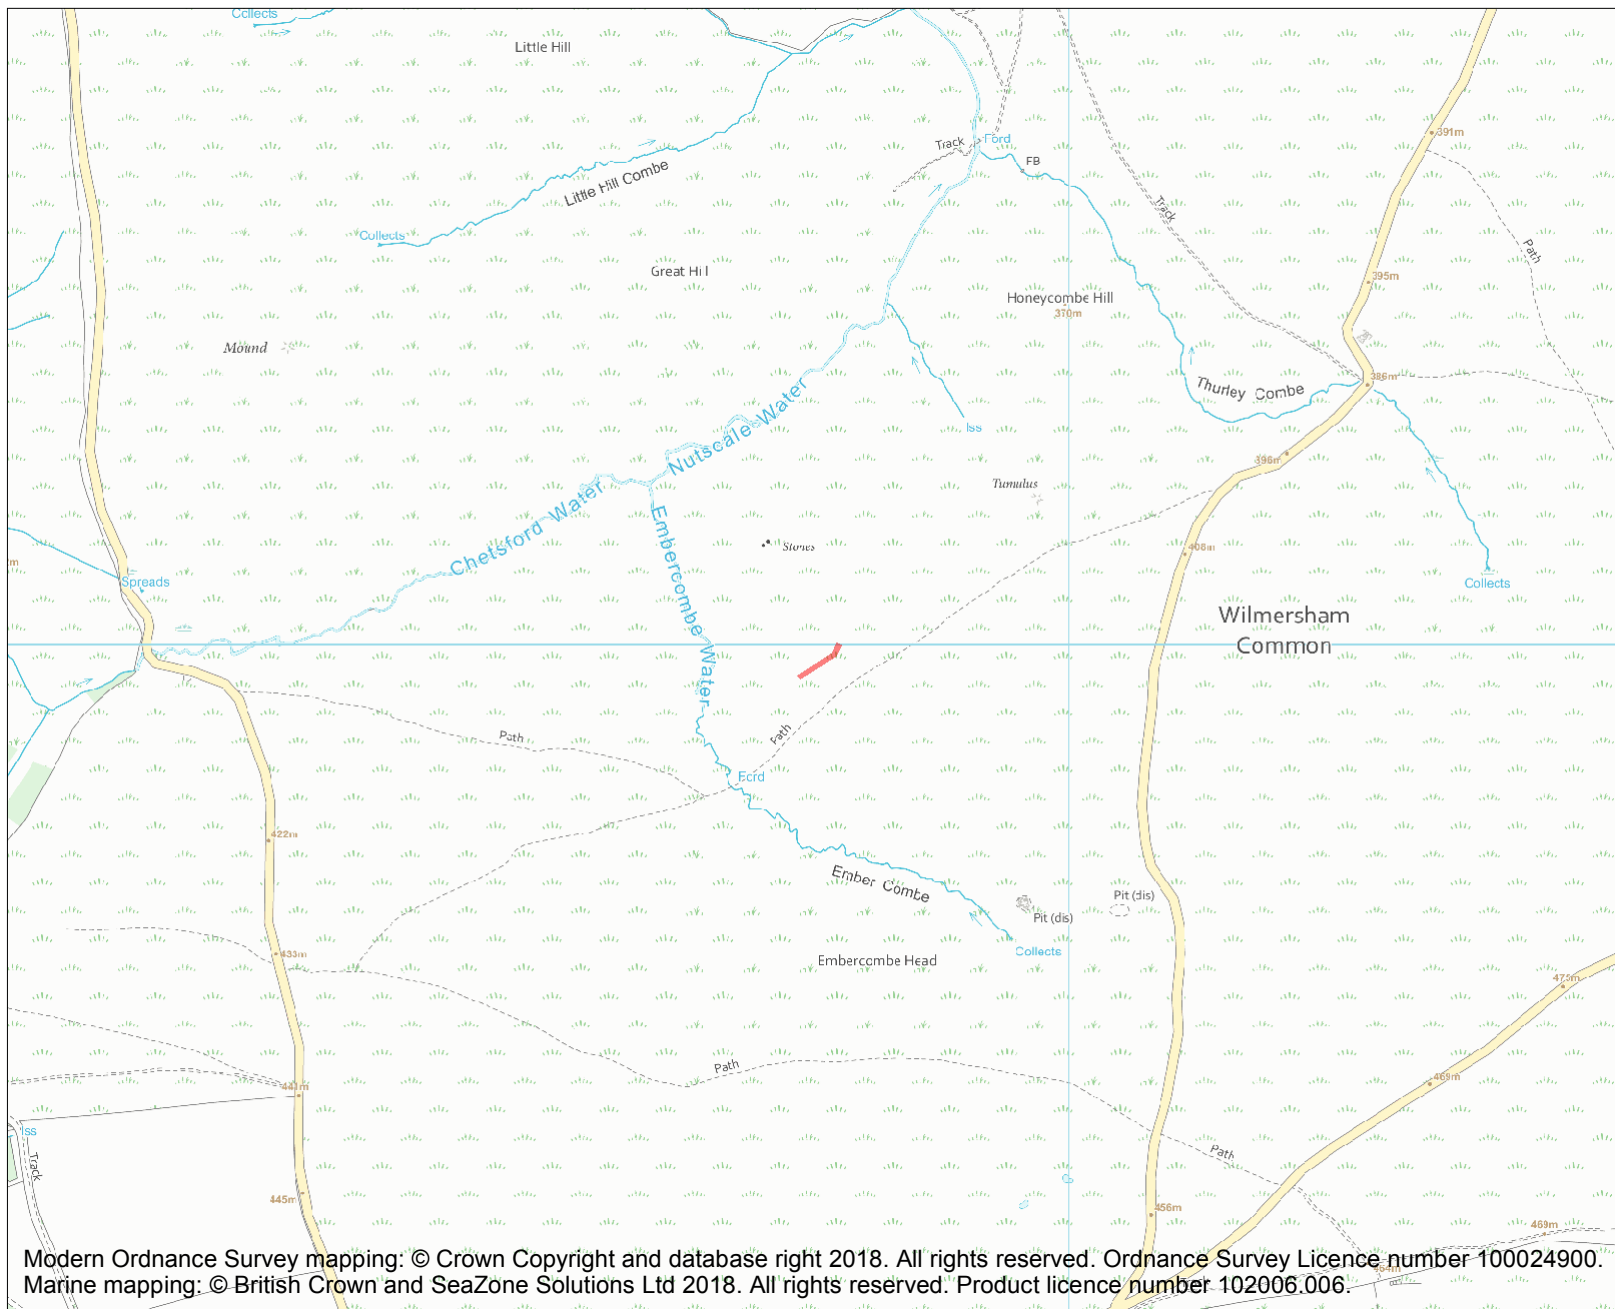 Collects
Little Hill
391m
Track
Ford
FB
Little Hill Combe
Track
Collects
Path
Great Hill
395m
Honeycombe Hill
370m
Mound
386m
Thurley Combe
Nutscale Water
Iss
396m
Tumulus
Chetsford Water
Embercombe Water
Stones
408m
Spreads
Collects
Wilmersham
Common
Path
Path
Ford
422m
Ember Combe
Pit (dis)
Pit (dis)
433m
Collects
Embercombe Head
475m
Path
469m
441m
Iss
Track
Path
445m
456m
469m
Modern Ordnance Survey mapping: © Crown Copyright and database right 2018. All rights reserved. Ordnance Survey Licence number 100024900.
Marine mapping: © British Crown and SeaZone Solutions Ltd 2018. All rights reserved. Product licence number 102006.006.